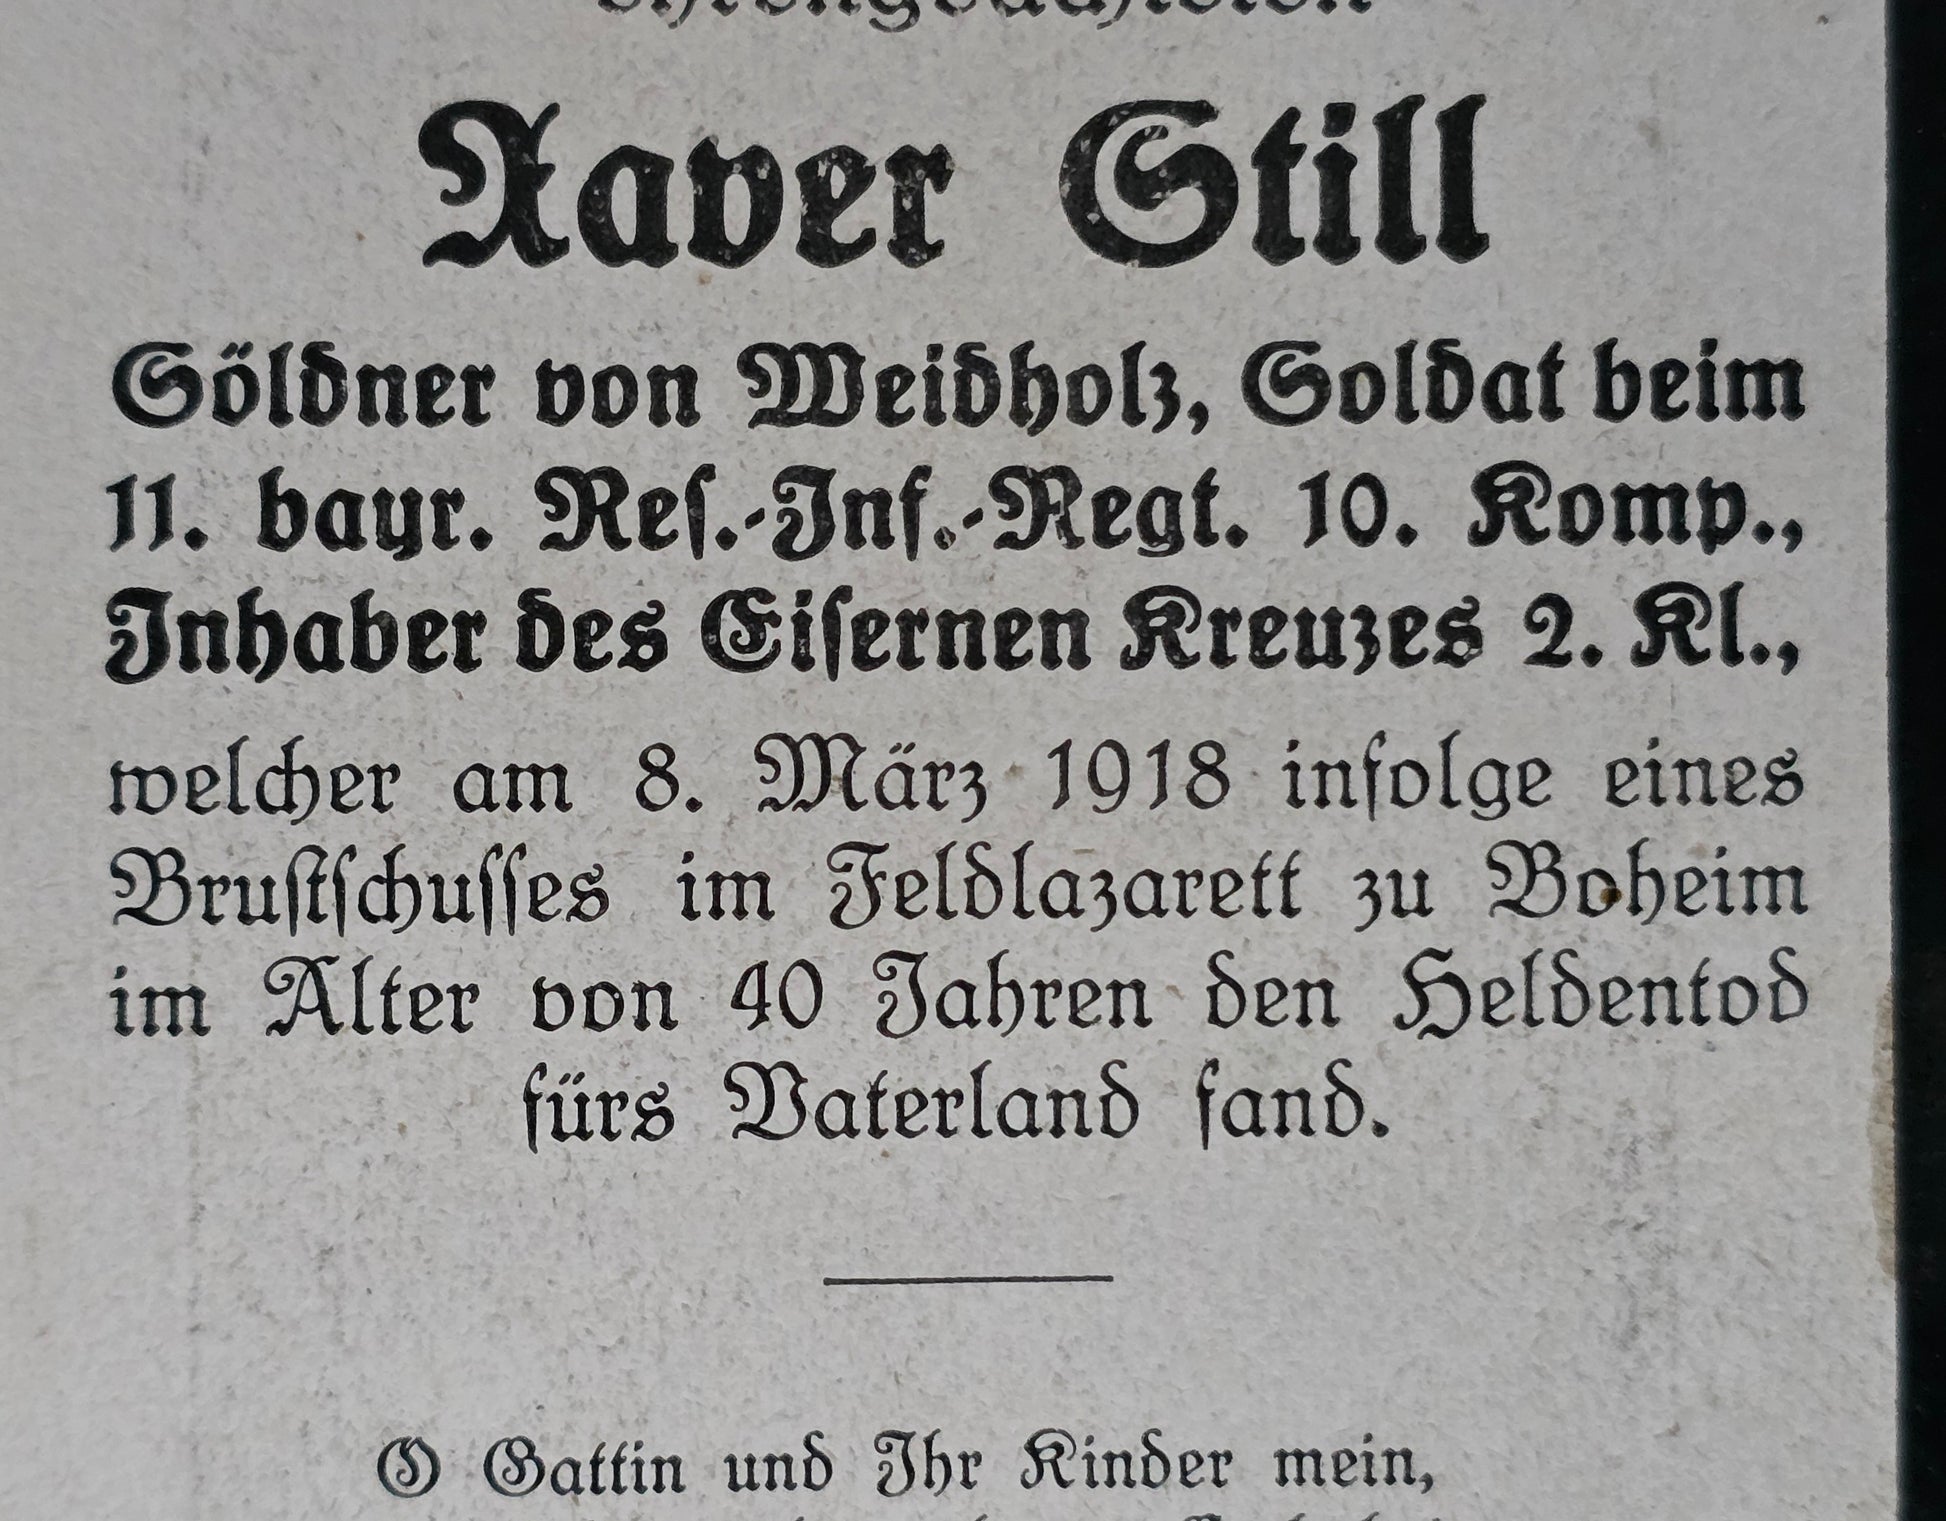 Xaver Still
Söldner von Weidholz, Soldat beim
11. bayr. Reſ.-Inf.-Regt. 10. Komp.,
Inhaber des Eiſernen Kreuzes 2. Kl.,
welcher am 8. März 1918 infolge eines
Bruſtſchuſſes im Feldlazarett zu Boheim
im Alter von 40 Jahren den Heldentod
fürs Vaterland fand.
O Gattin und Ihr Kinder mein,